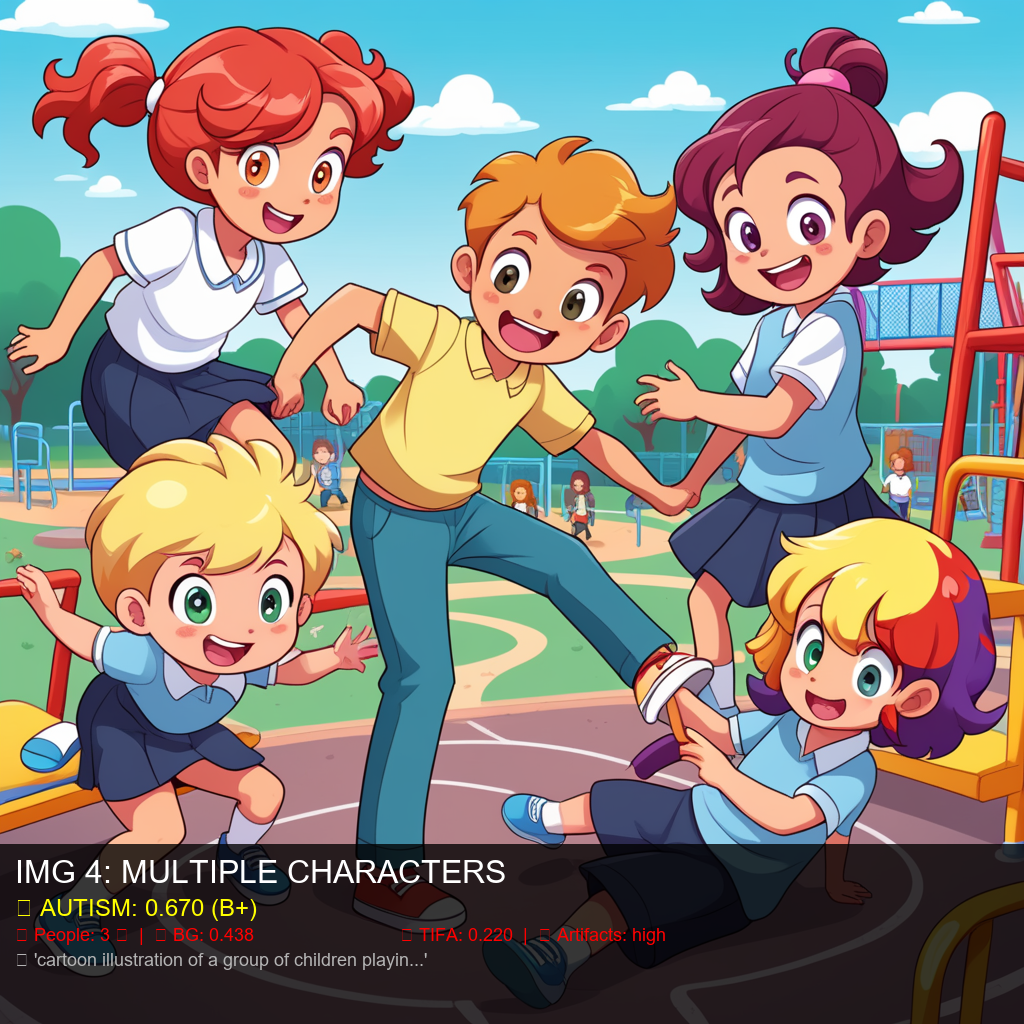 IMG 4: MULTIPLE CHARACTERS
□ AUTISM: 0.670 (B+)
□ People: 3 □ | □ BG: 0.438 □ TIFA: 0.220 | □ Artifacts: high
□ 'cartoon illustration of a group of children playin...'